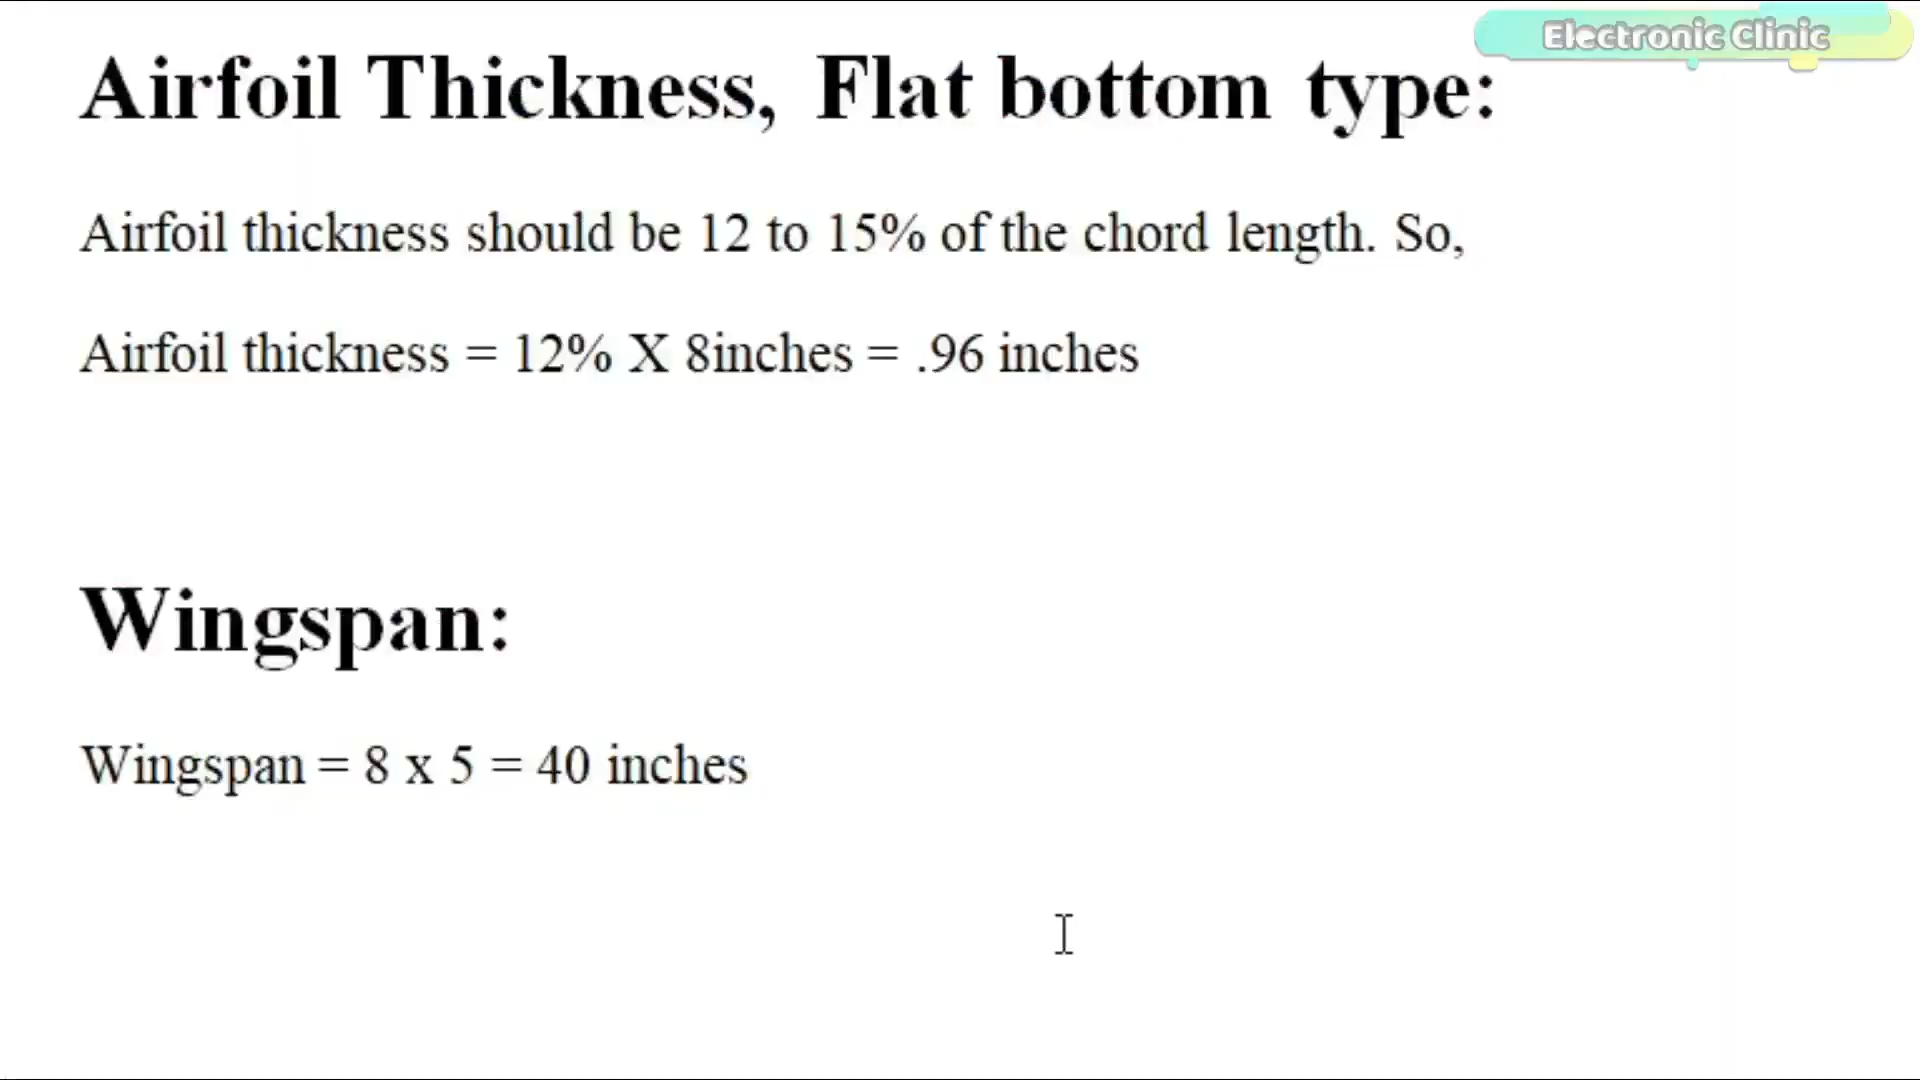 Electronic Clinic
Airfoil Thickness, Flat bottom type:
Airfoil thickness should be 12 to 15% of the chord length. So,
Airfoil thickness = 12% X 8inches = .96 inches
Wingspan:
Wingspan = 8 x 5 = 40 inches